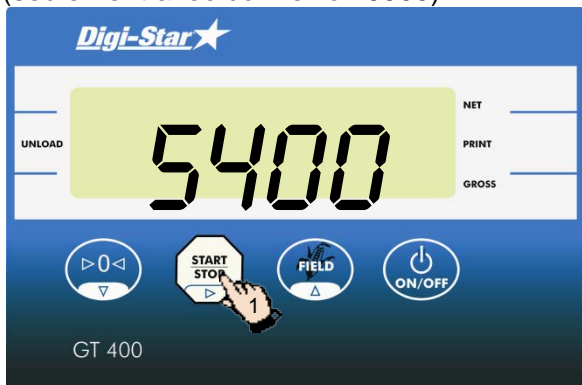 Digi-Star
NET
UNLOAD
PRINT
5400
GROSS
▷0◁
START
STOP
FIELD
ON/OFF
1
GT 400